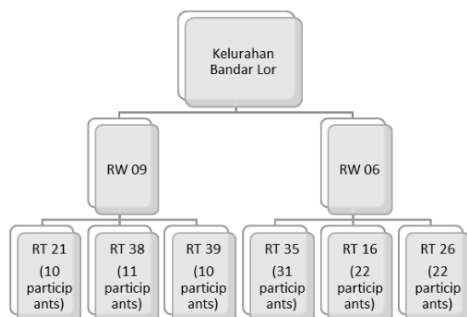 Kelurahan
Bandar Lor
RW 09
RW 06
RT 21
(10
particip
ants)
RT 38
(11
particip
ants)
RT 39
(10
particip
ants)
RT 35
(31
particip
ants)
RT 16
(22
particip
ants)
RT 26
(22
particip
ants)